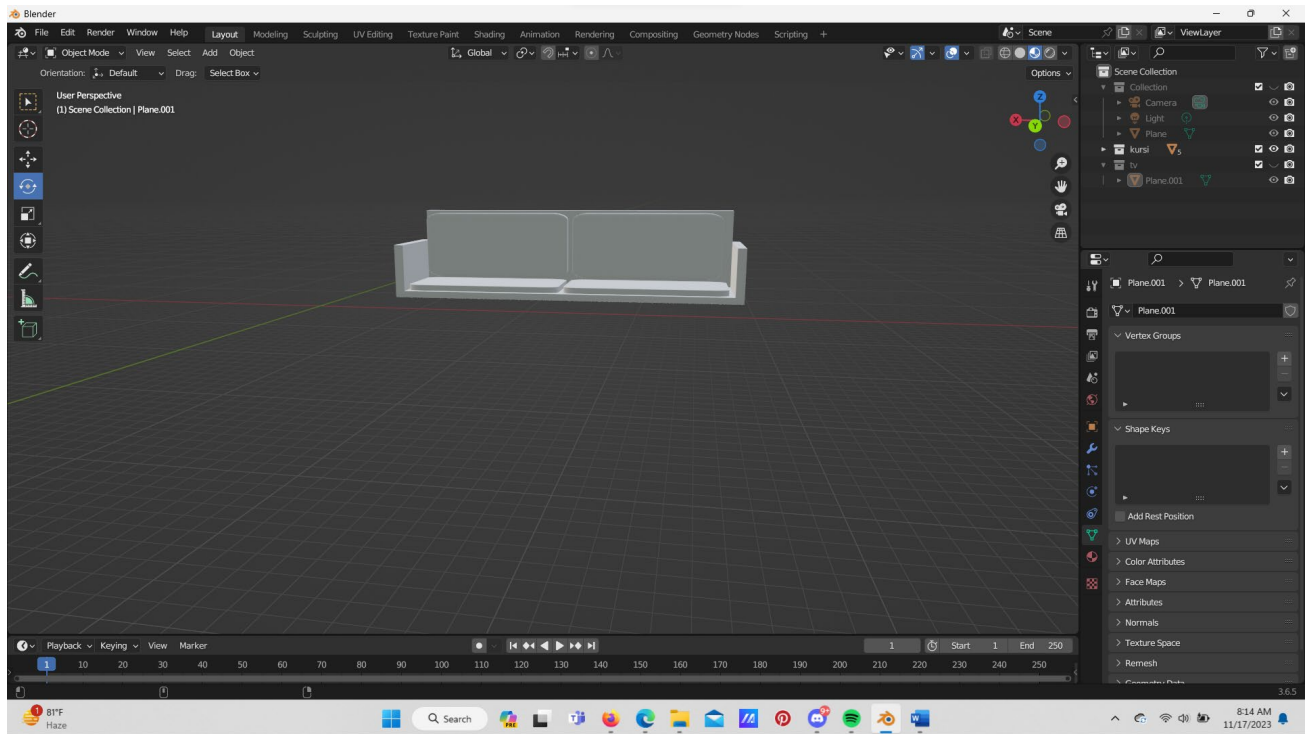 Blender
File Edit Render Window Help Layout Modeling Sculpting UV Editing Texture Paint Shading Animation Rendering Compositing Geometry Nodes Scripting + Scene ViewLayer
Object Mode View Select Add Object Global
Orientation: Default Drag: Select Box Options
User Perspective
(1) Scene Collection | Plane.001
Z
X
Y
Scene Collection
Collection
Camera
Light
Plane
kursi 5
tv
Plane.001
Plane.001 > Plane.001
Plane.001
Vertex Groups
Shape Keys
Add Rest Position
UV Maps
Color Attributes
Face Maps
Attributes
Normals
Texture Space
Remesh
Geometry Data
Playback Keying View Marker 1 Start 1 End 250
1 10 20 30 40 50 60 70 80 90 100 110 120 130 140 150 160 170 180 190 200 210 220 230 240 250
3.6.5
1
81°F
Haze
Search
PRE
9+
8:14 AM
11/17/2023